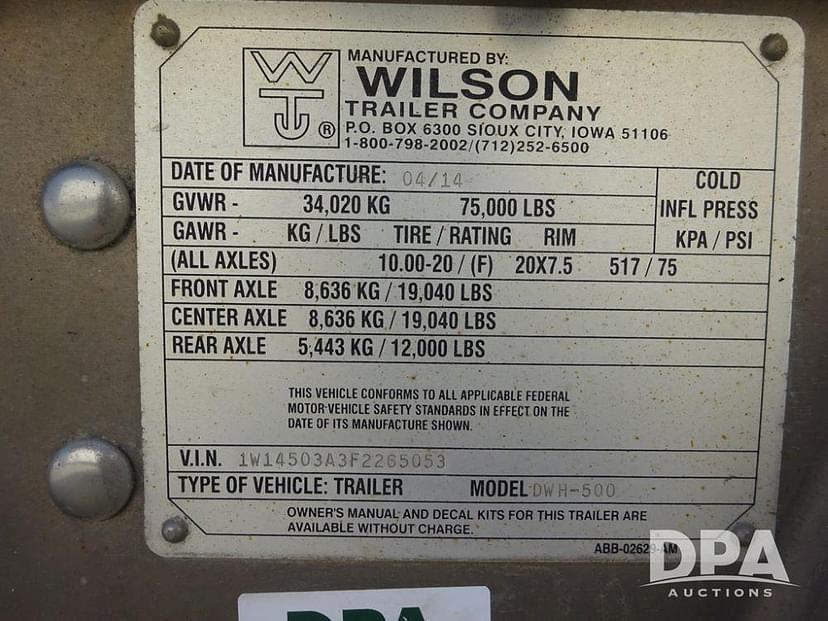 WTJ ®
MANUFACTURED BY:
WILSON
TRAILER COMPANY
P.O. BOX 6300 SIOUX CITY, IOWA 51106
1-800-798-2002/(712)252-6500
DATE OF MANUFACTURE: 04/14 COLD
GVWR - 34,020 KG 75,000 LBS INFL PRESS
GAWR - KG / LBS TIRE / RATING RIM KPA / PSI
(ALL AXLES) 10.00-20 / (F) 20X7.5 517 / 75
FRONT AXLE 8,636 KG / 19,040 LBS
CENTER AXLE 8,636 KG / 19,040 LBS
REAR AXLE 5,443 KG / 12,000 LBS
THIS VEHICLE CONFORMS TO ALL APPLICABLE FEDERAL
MOTOR VEHICLE SAFETY STANDARDS IN EFFECT ON THE
DATE OF ITS MANUFACTURE SHOWN.
V.I.N. 1W14503A3F2265053
TYPE OF VEHICLE: TRAILER MODEL DWH-500
OWNER'S MANUAL AND DECAL KITS FOR THIS TRAILER ARE
AVAILABLE WITHOUT CHARGE.
ABB-02629-AM
DPA
AUCTIONS
DPA